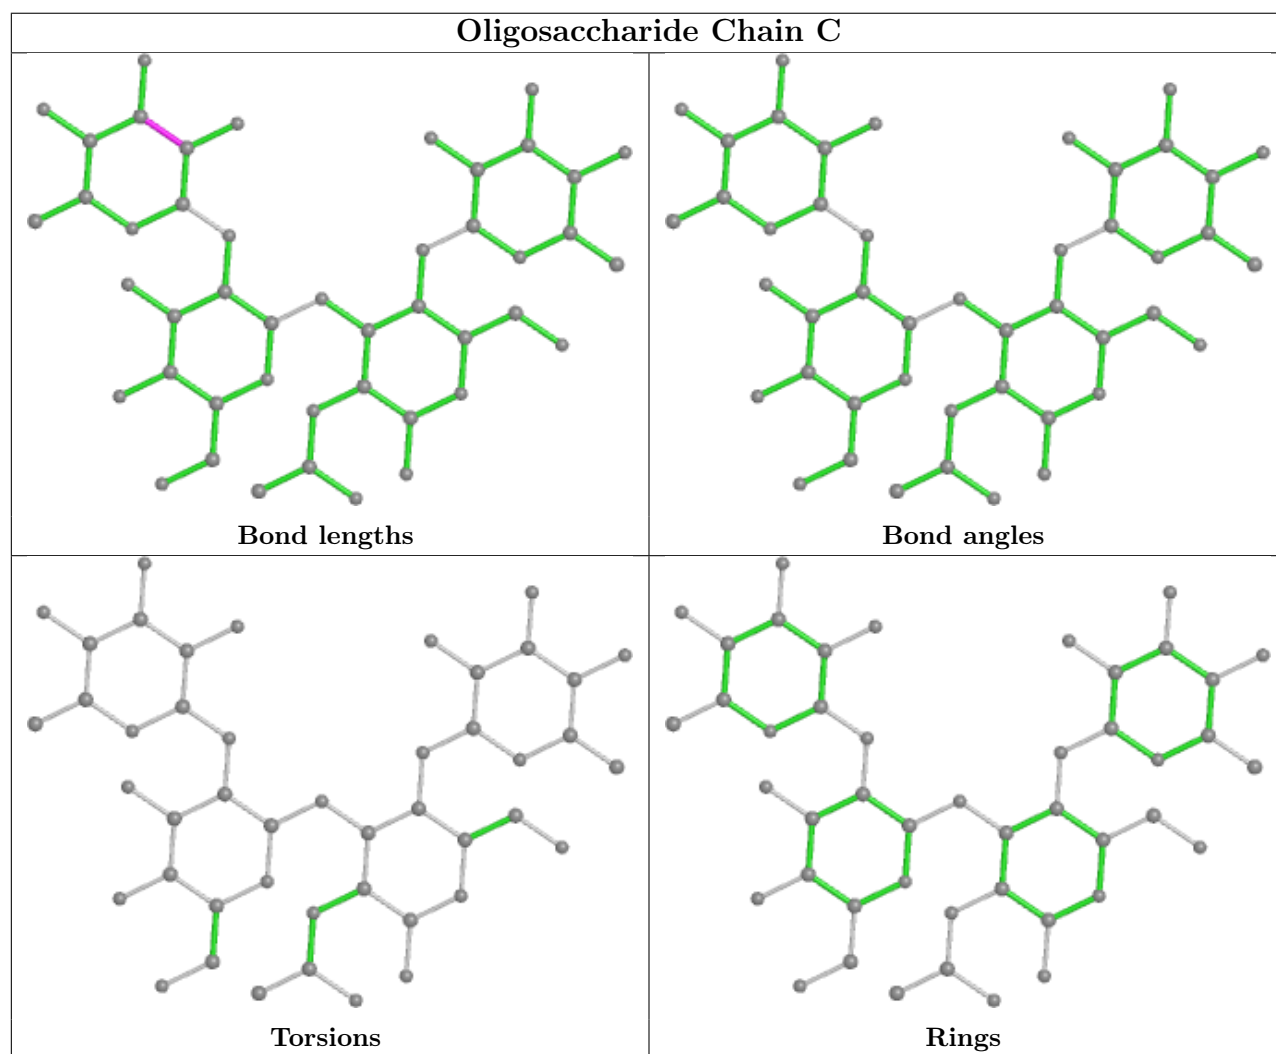 Oligosaccharide Chain C
Bond lengths
Bond angles
Torsions
Rings